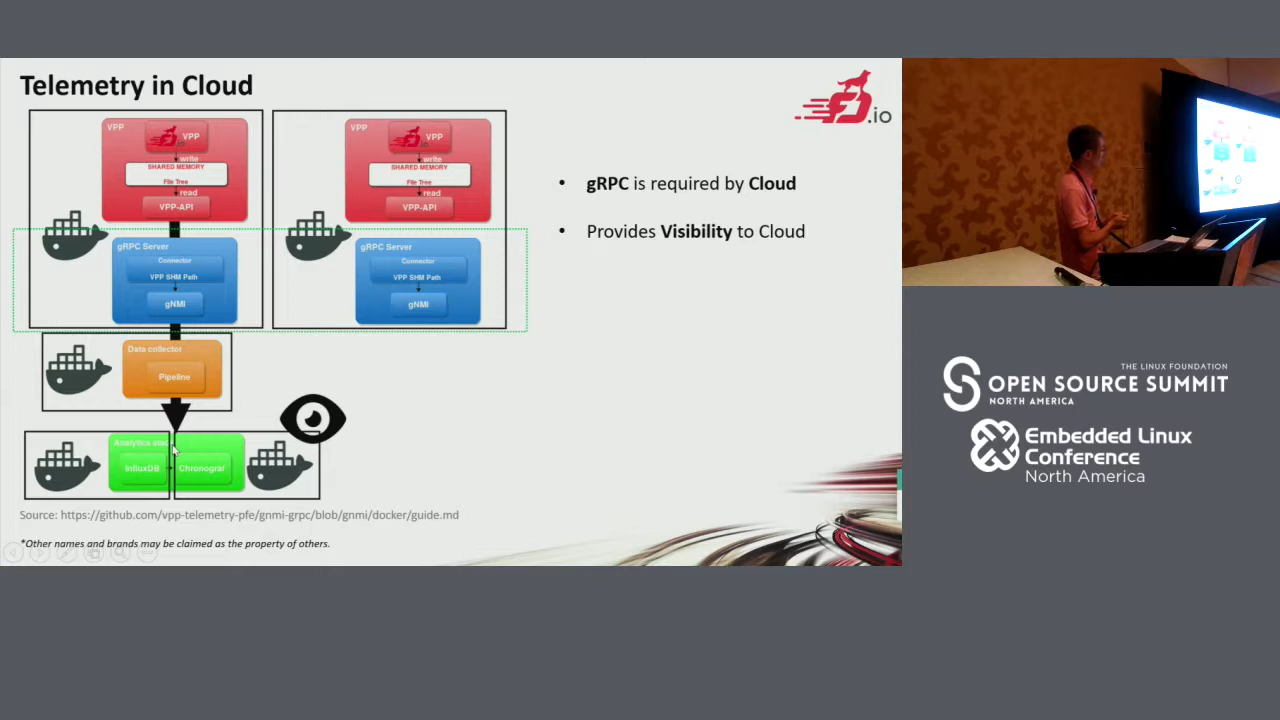 Telemetry in Cloud
FD.io
VPP
VPP
write
SHARED MEMORY
File Tree
read
VPP-API
VPP
VPP
write
SHARED MEMORY
File Tree
read
VPP-API
gRPC Server
Connector
VPP SHM Path
gNMI
gRPC Server
Connector
VPP SHM Path
gNMI
Data collector
Pipeline
Analytics stack
InfluxDB
Chronograf
• gRPC is required by Cloud
• Provides Visibility to Cloud
Source: https://github.com/vpp-telemetry-pfe/gnmi-grpc/blob/gnmi/docker/guide.md
*Other names and brands may be claimed as the property of others.
THE LINUX FOUNDATION
OPEN SOURCE SUMMIT
NORTH AMERICA
Embedded Linux
Conference
North America